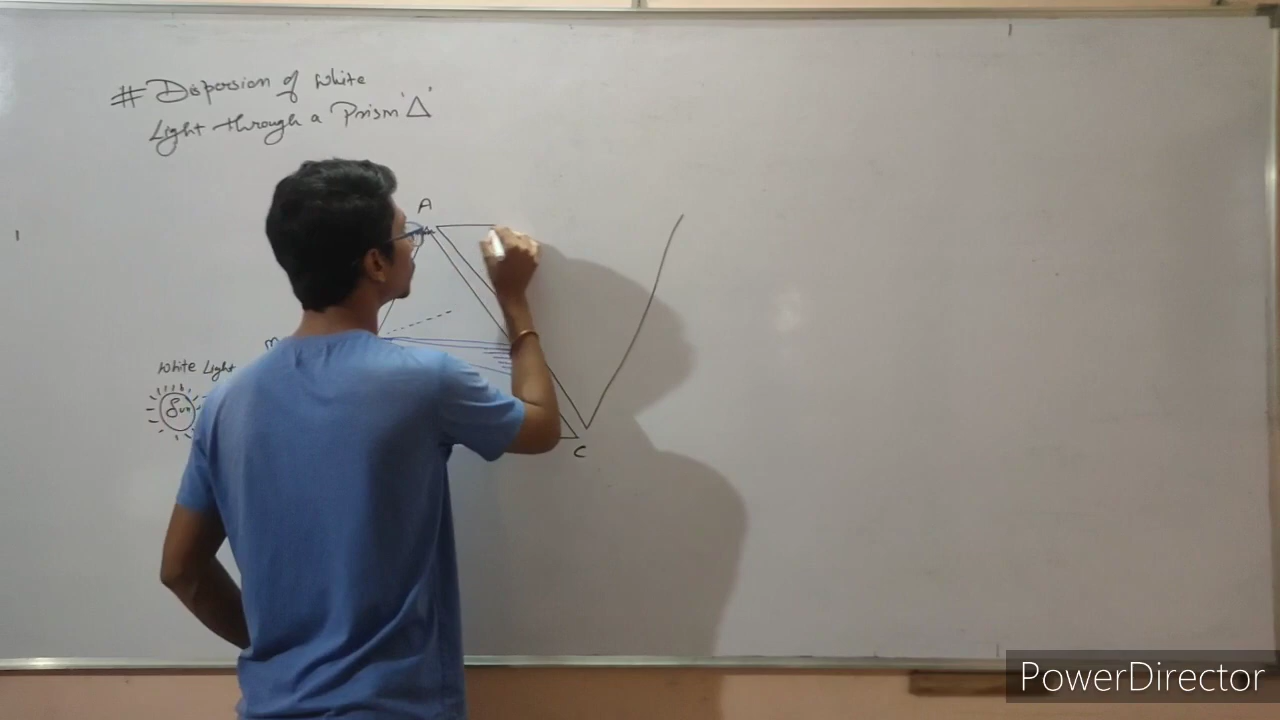 # Dispersion of White
Light through a Prism 'Δ'
A
M
White Light
Sun
C
PowerDirector